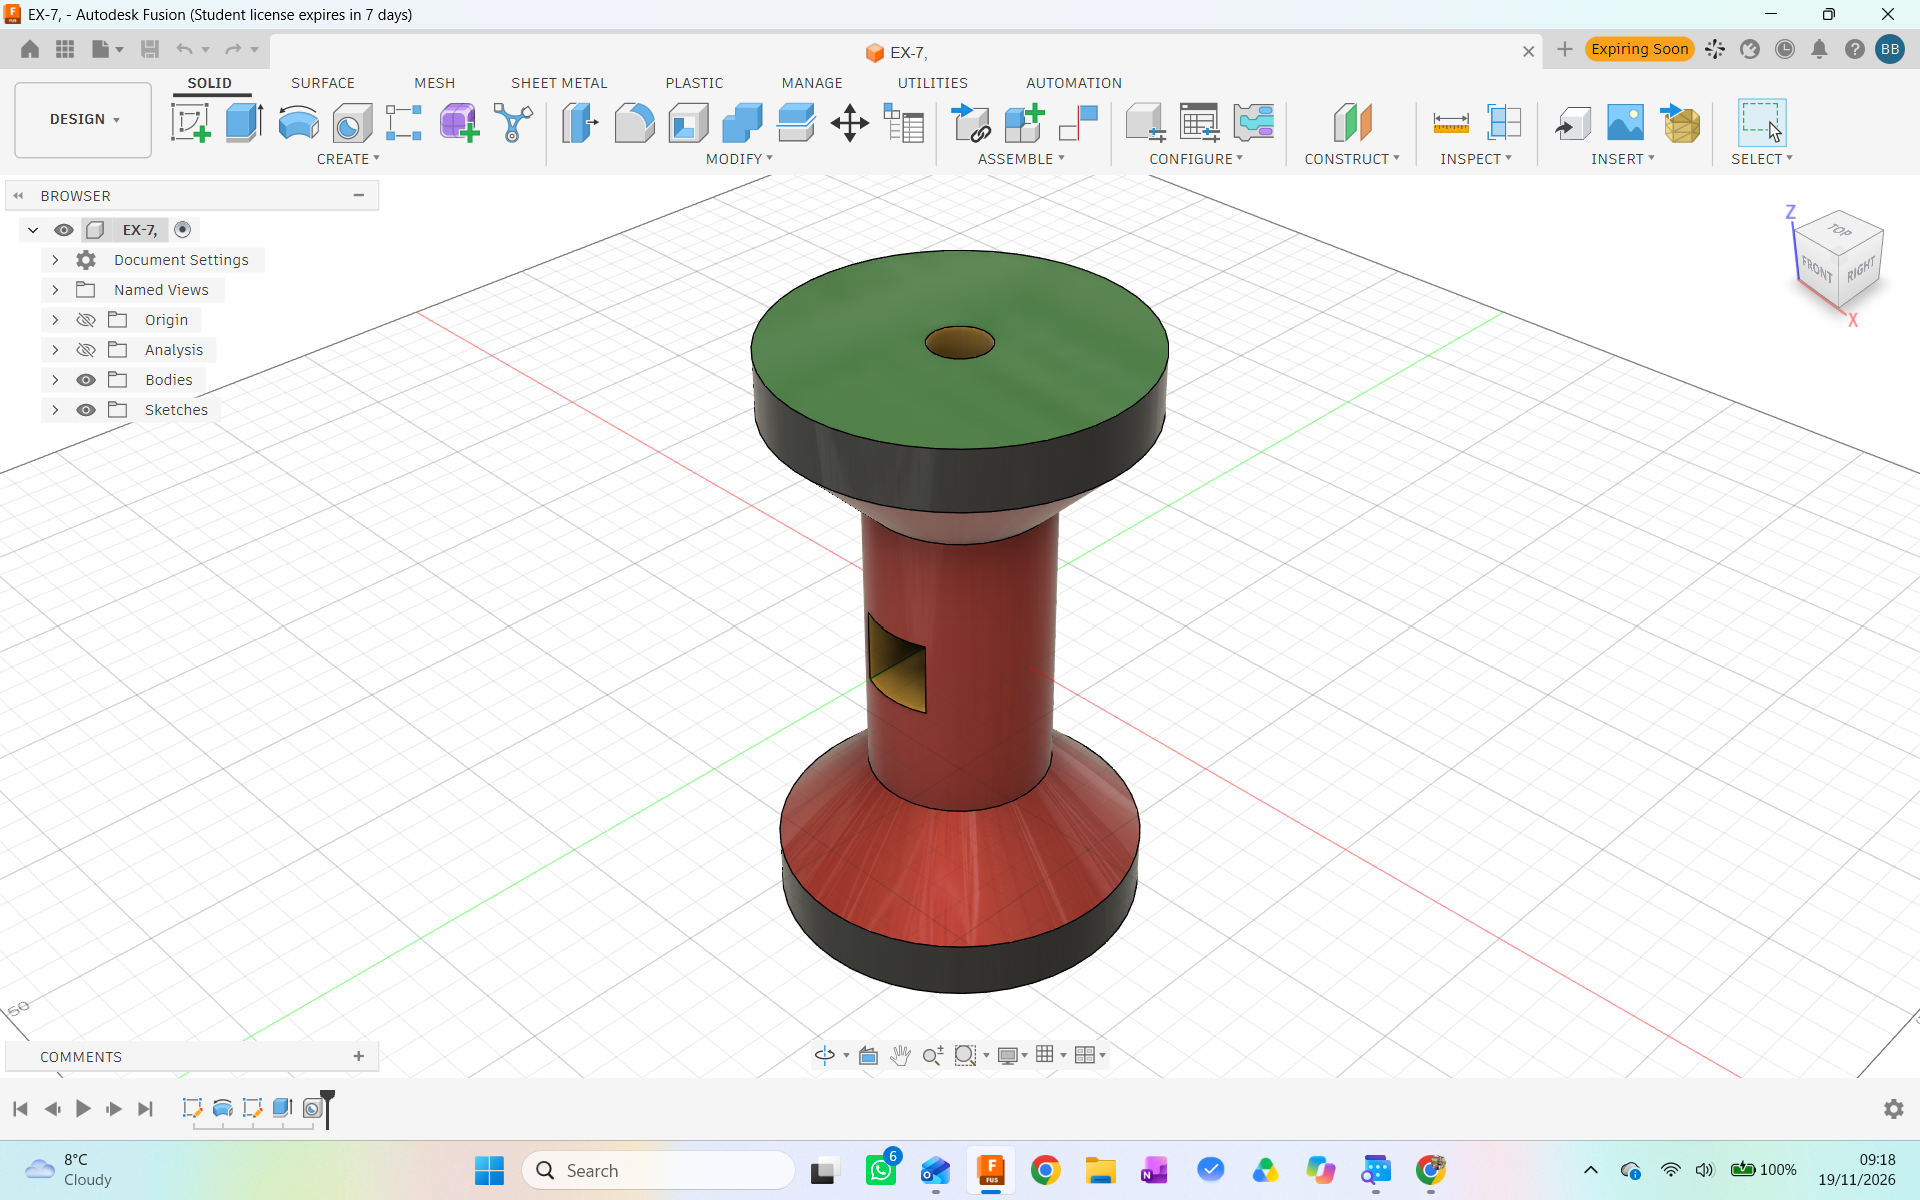 EX-7, - Autodesk Fusion (Student license expires in 7 days)
EX-7,
Expiring Soon
BB
DESIGN
SOLID
SURFACE
MESH
SHEET METAL
PLASTIC
MANAGE
UTILITIES
AUTOMATION
CREATE
MODIFY
ASSEMBLE
CONFIGURE
CONSTRUCT
INSPECT
INSERT
SELECT
BROWSER
EX-7,
Document Settings
Named Views
Origin
Analysis
Bodies
Sketches
Z
TOP
FRONT
RIGHT
X
50
COMMENTS
8°C
Cloudy
Search
6
F
FUS
100%
09:18
19/11/2026